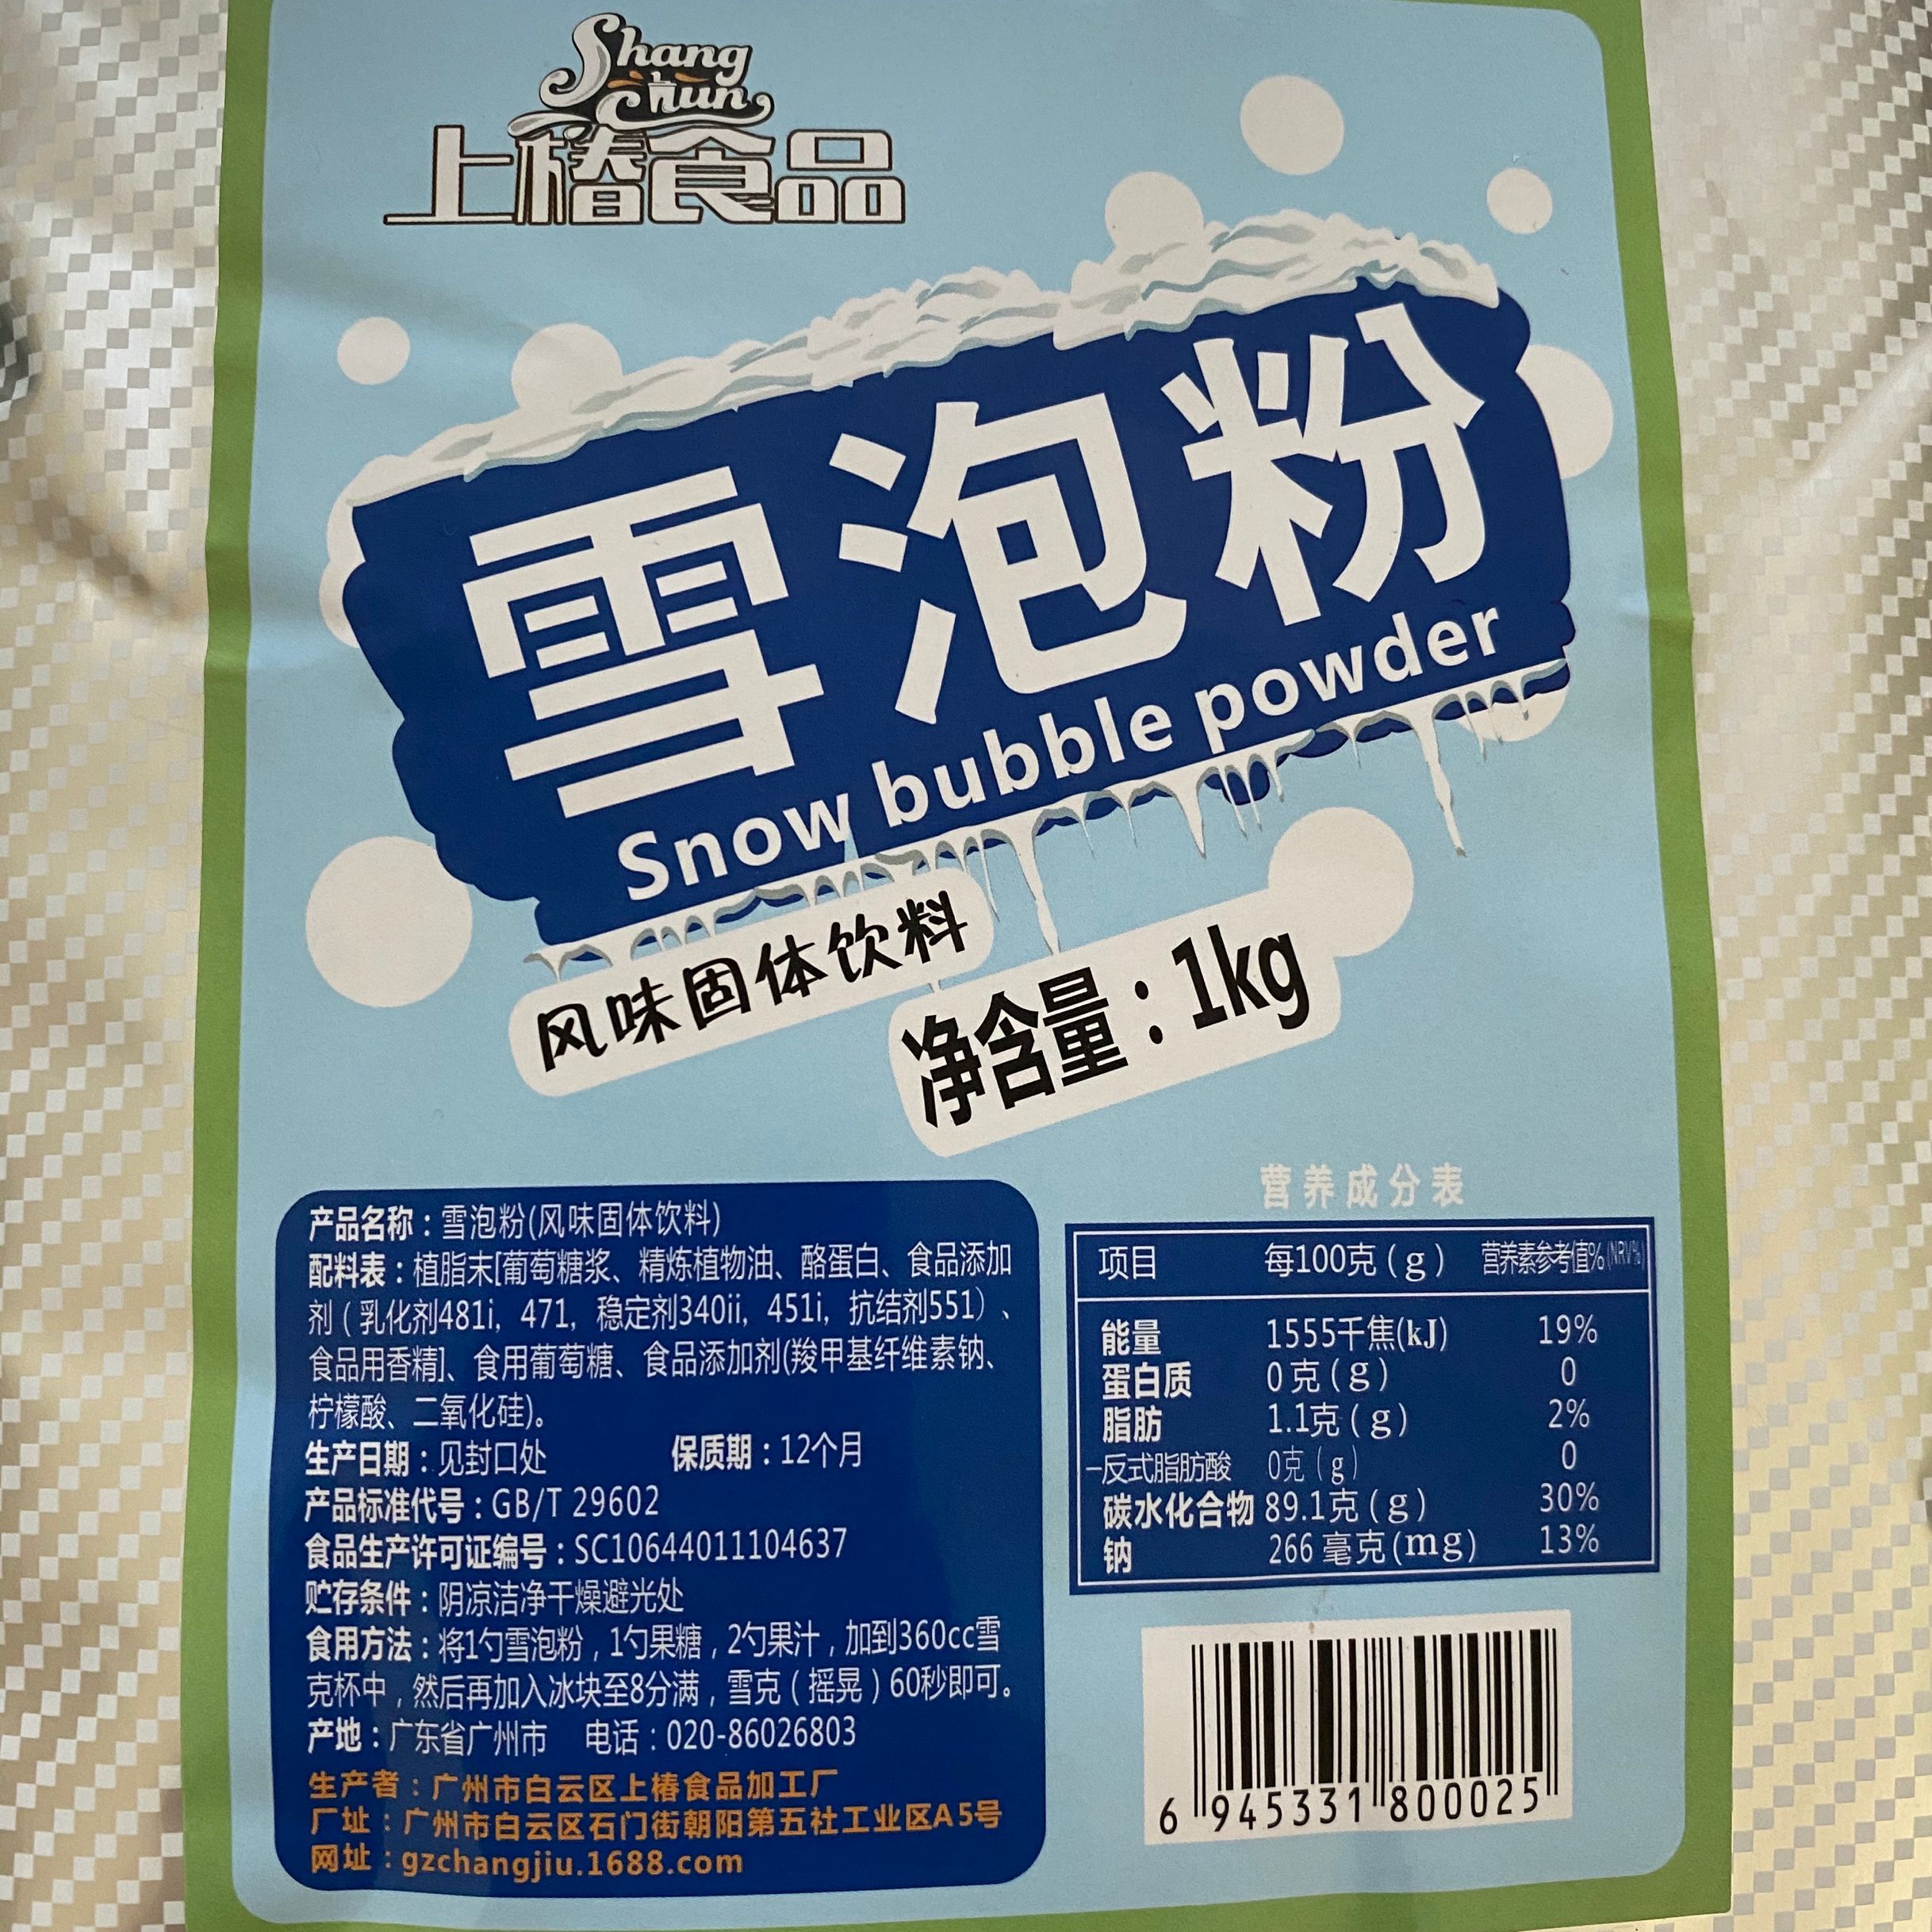 Shang
chun
上椿食品
雪泡粉
Snow bubble powder
风味固体饮料
净含量：1kg
产品名称：雪泡粉(风味固体饮料)
配料表：植脂末[葡萄糖浆、精炼植物油、酪蛋白、食品添加
剂（乳化剂481i, 471, 稳定剂340ii, 451i, 抗结剂551）、
食品用香精]、食用葡萄糖、食品添加剂(羧甲基纤维素钠、
柠檬酸、二氧化硅)。
生产日期：见封口处 保质期：12个月
产品标准代号：GB/T 29602
食品生产许可证编号：SC10644011104637
贮存条件：阴凉洁净干燥避光处
食用方法：将1勺雪泡粉，1勺果糖，2勺果汁，加到360cc雪
克杯中，然后再加入冰块至8分满，雪克（摇晃）60秒即可。
产地：广东省广州市 电话：020-86026803
生产者：广州市白云区上椿食品加工厂
厂址：广州市白云区石门街朝阳第五社工业区A5号
网址：gzchangjiu.1688.com
营养成分表
项目 每100克（g） 营养素参考值%(NRV%)
能量 1555千焦(kJ) 19%
蛋白质 0克（g） 0
脂肪 1.1克（g） 2%
–反式脂肪酸 0克（g） 0
碳水化合物 89.1克（g） 30%
钠 266 毫克(mg) 13%
6 945331 800025